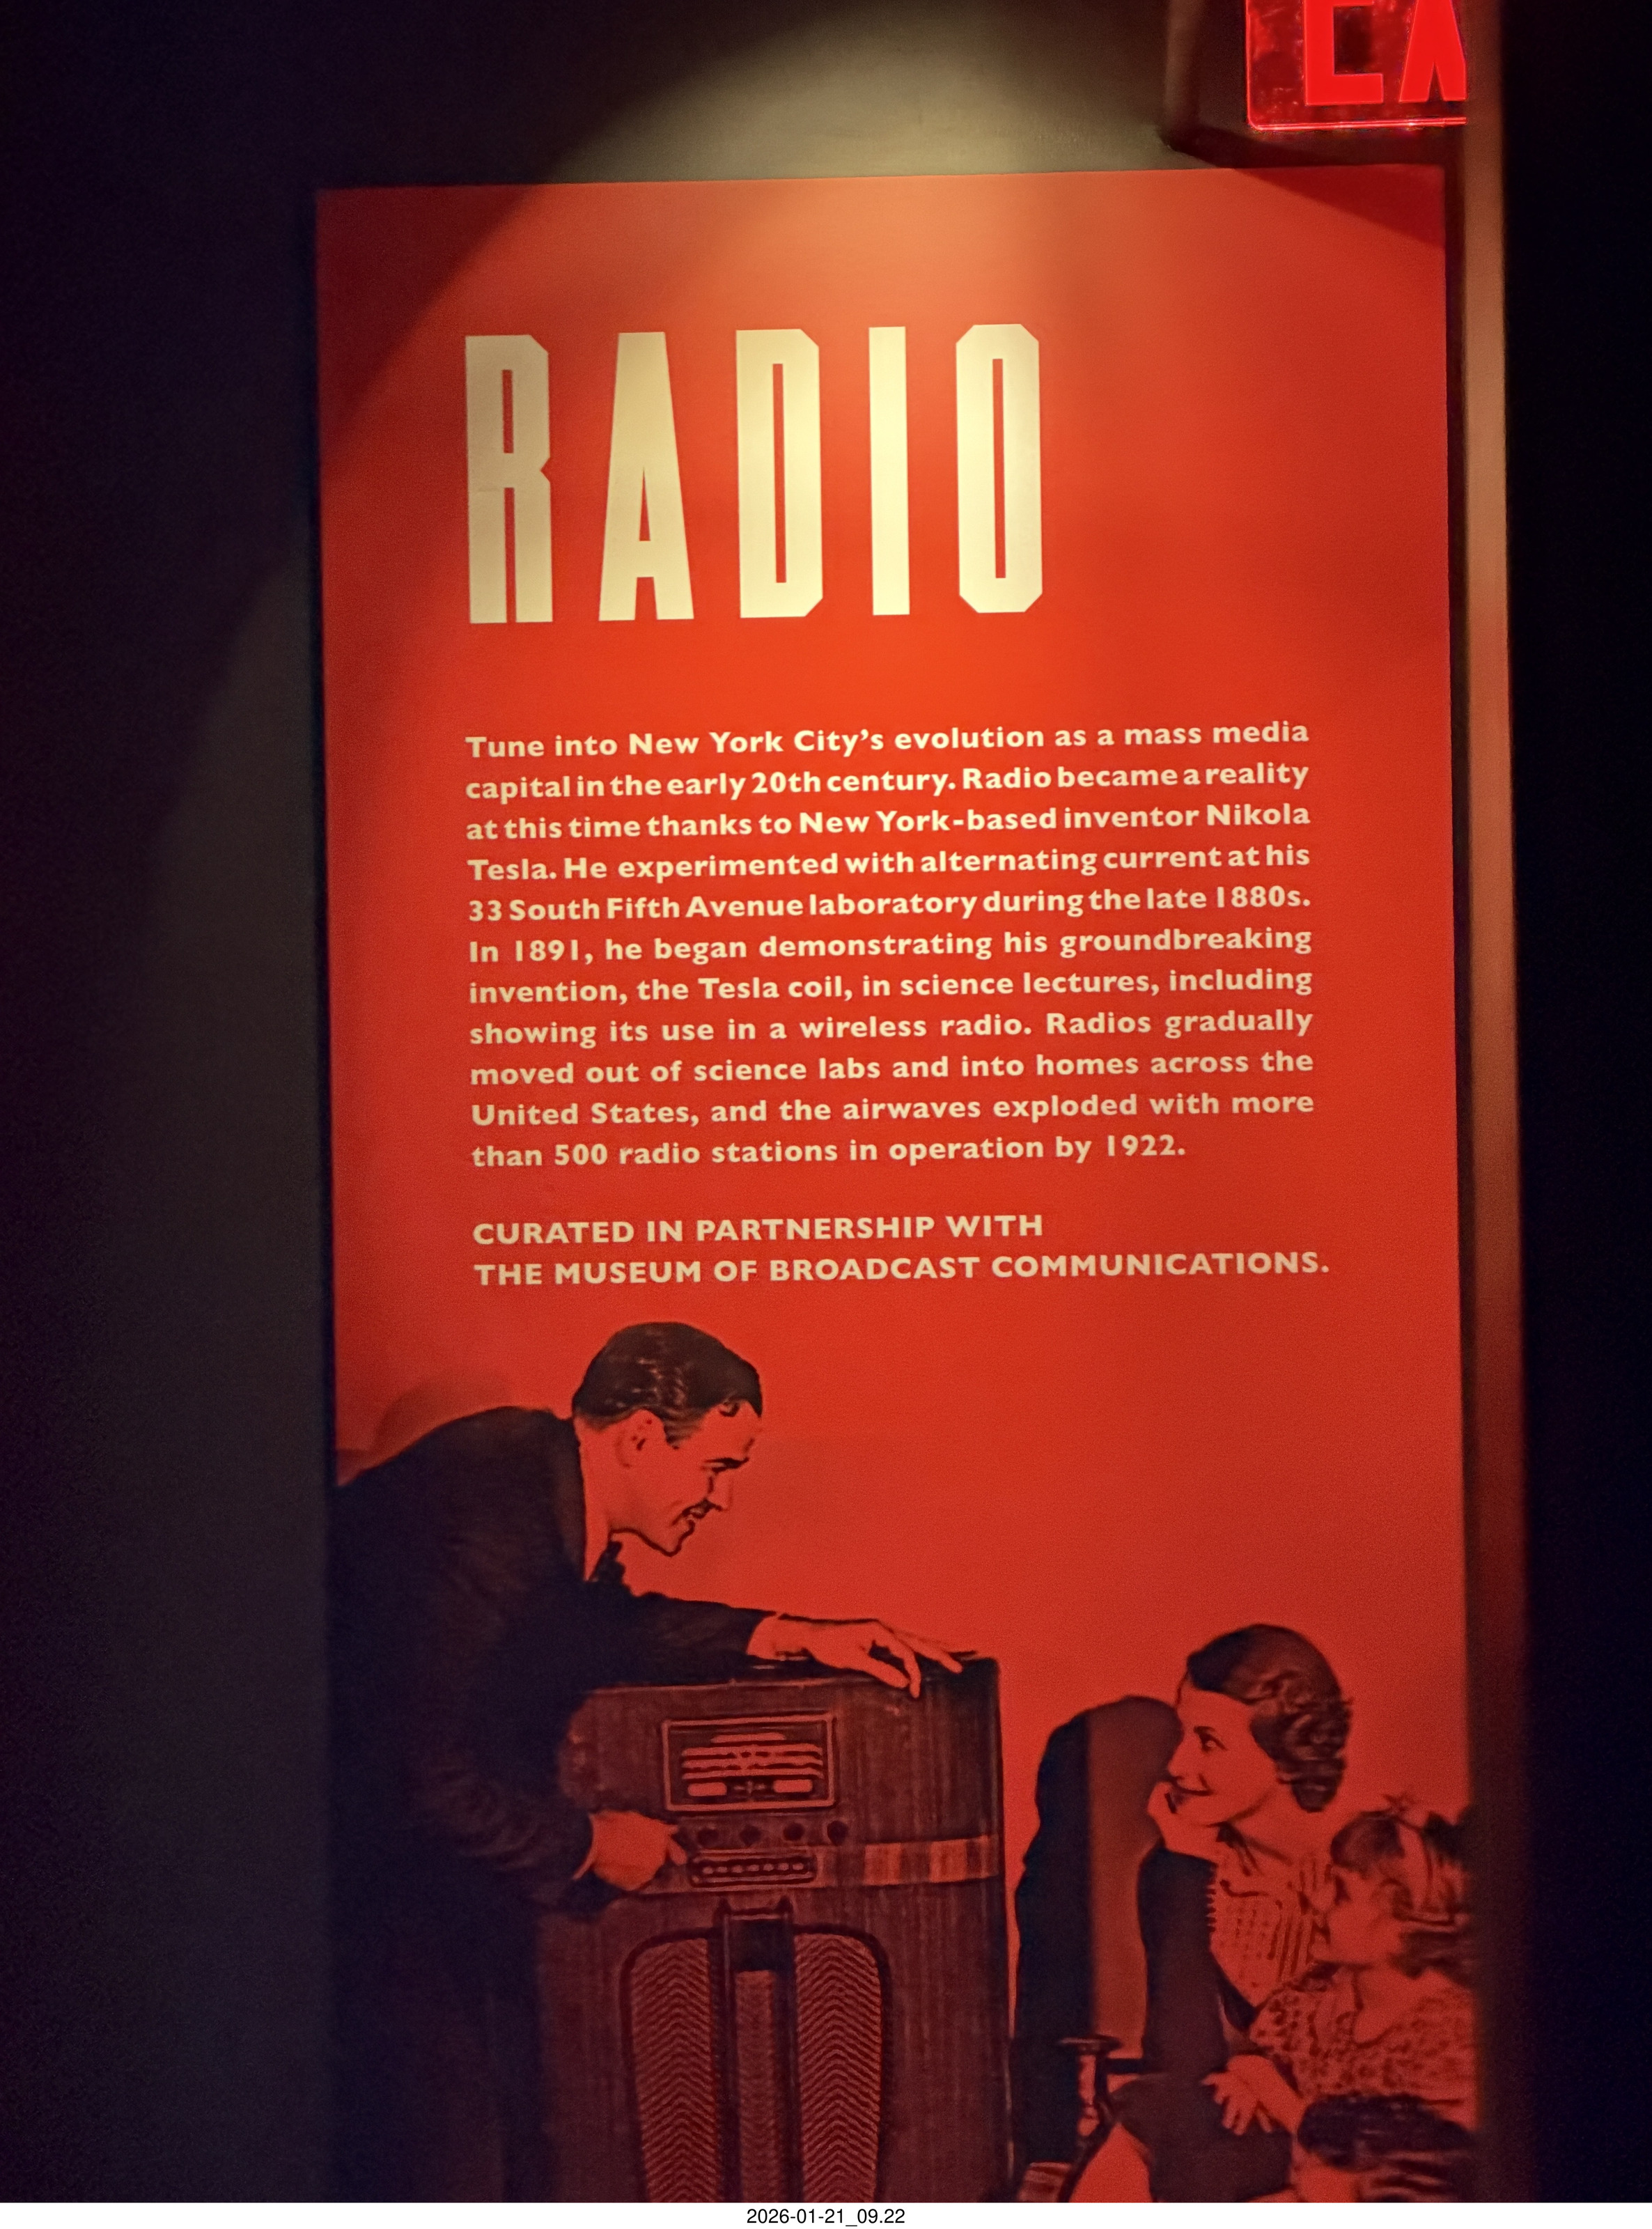 EX
RADIO
Tune into New York City's evolution as a mass media
capital in the early 20th century. Radio became a reality
at this time thanks to New York-based inventor Nikola
Tesla. He experimented with alternating current at his
33 South Fifth Avenue laboratory during the late 1880s.
In 1891, he began demonstrating his groundbreaking
invention, the Tesla coil, in science lectures, including
showing its use in a wireless radio. Radios gradually
moved out of science labs and into homes across the
United States, and the airwaves exploded with more
than 500 radio stations in operation by 1922.
CURATED IN PARTNERSHIP WITH
THE MUSEUM OF BROADCAST COMMUNICATIONS.
2026-01-21_09.22